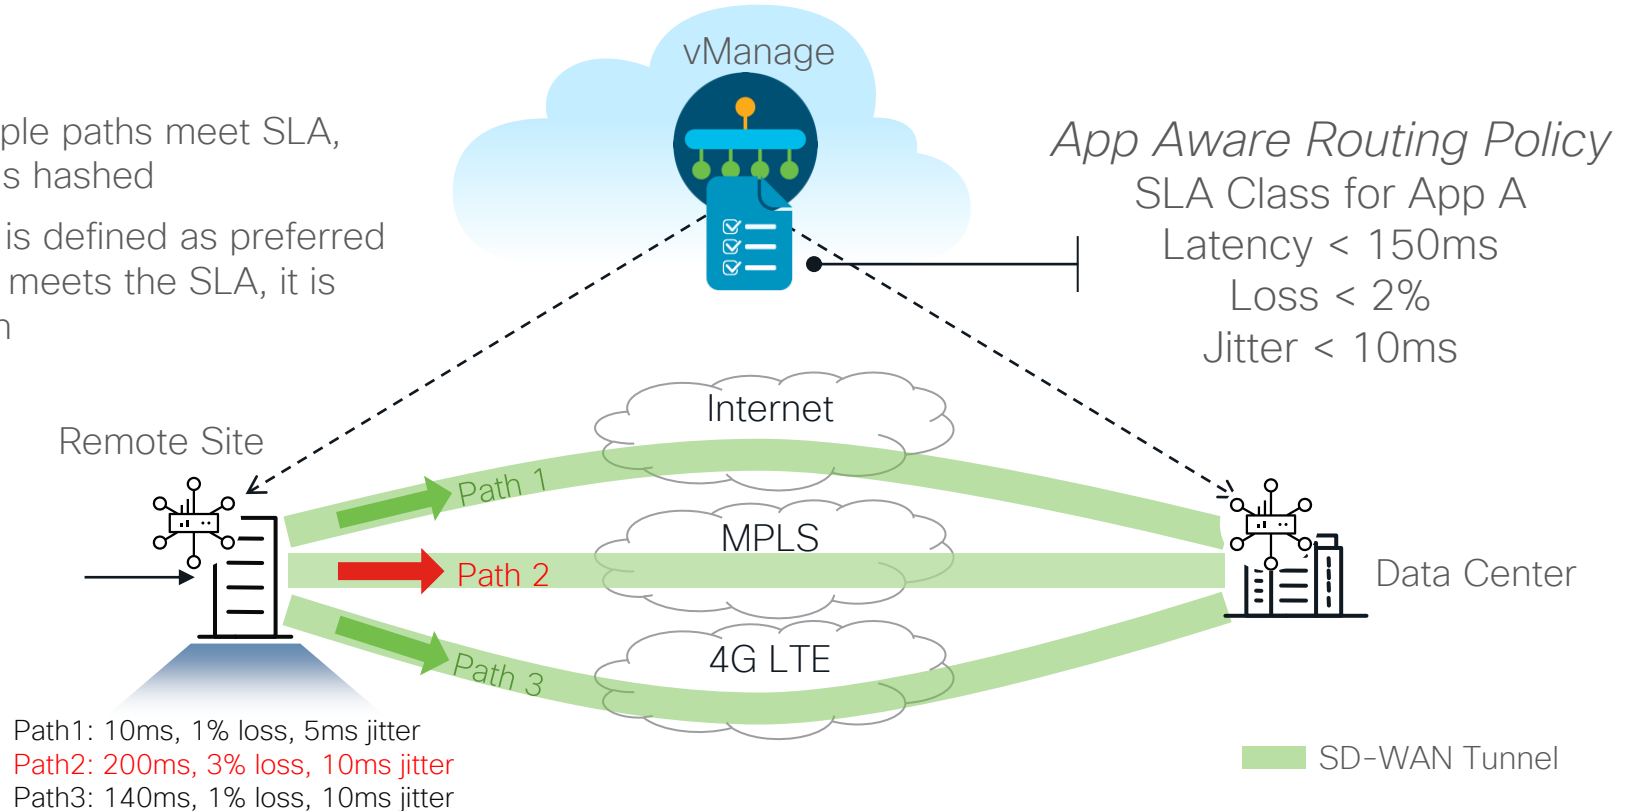 vManage
ple paths meet SLA,
s hashed
is defined as preferred
meets the SLA, it is
App Aware Routing Policy
SLA Class for App A
Latency < 150ms
Loss < 2%
Jitter < 10ms
Remote Site
Internet
Path 1
MPLS
Path 2
Data Center
4G LTE
Path 3
Path1: 10ms, 1% loss, 5ms jitter
Path2: 200ms, 3% loss, 10ms jitter
Path3: 140ms, 1% loss, 10ms jitter
SD-WAN Tunnel